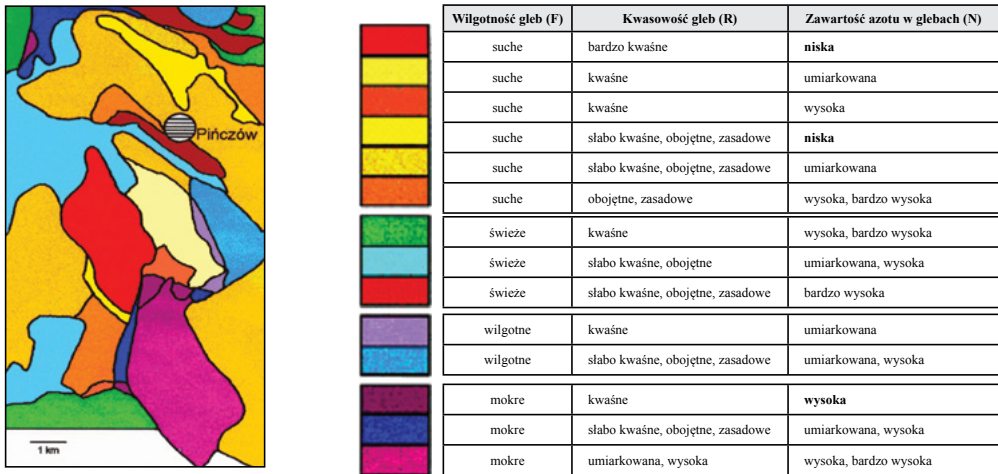 Pińczów
1 km
Wilgotność gleb (F) Kwasowość gleb (R) Zawartość azotu w glebach (N)
suche bardzo kwaśne niska
suche kwaśne umiarkowana
suche kwaśne wysoka
suche słabo kwaśne, obojętne, zasadowe niska
suche słabo kwaśne, obojętne, zasadowe umiarkowana
suche obojętne, zasadowe wysoka, bardzo wysoka
świeże kwaśne wysoka, bardzo wysoka
świeże słabo kwaśne, obojętne umiarkowana, wysoka
świeże słabo kwaśne, obojętne, zasadowe bardzo wysoka
wilgotne kwaśne umiarkowana
wilgotne słabo kwaśne, obojętne, zasadowe umiarkowana, wysoka
mokre kwaśne wysoka
mokre słabo kwaśne, obojętne, zasadowe umiarkowana, wysoka
mokre umiarkowana, wysoka wysoka, bardzo wysoka